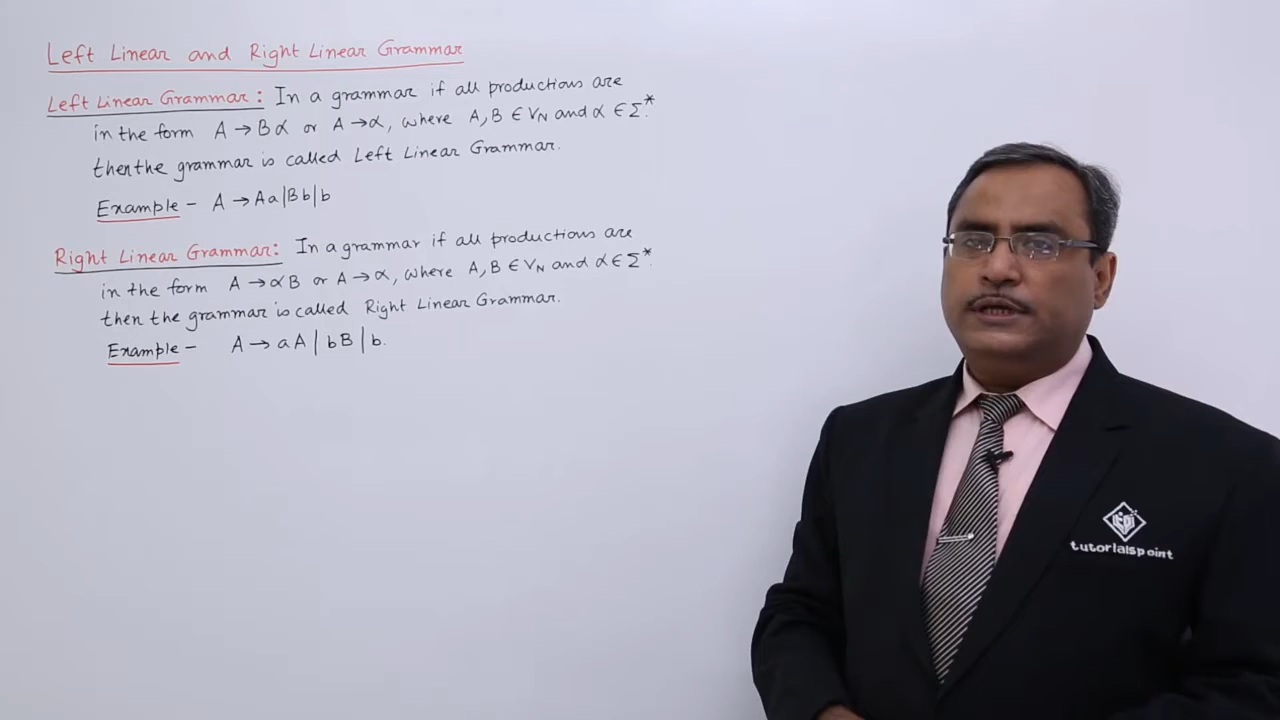 Left Linear and Right Linear Grammar
Left Linear Grammar: In a grammar if all productions are
in the form A → Bα or A → α, where A, B ∈ V_N and α ∈ Σ*.
then the grammar is called Left Linear Grammar.
Example - A → Aa|Bb|b
Right Linear Grammar: In a grammar if all productions are
in the form A → αB or A → α, where A, B ∈ V_N and α ∈ Σ*.
then the grammar is called Right Linear Grammar.
Example - A → aA | bB | b.
tutorialspoint